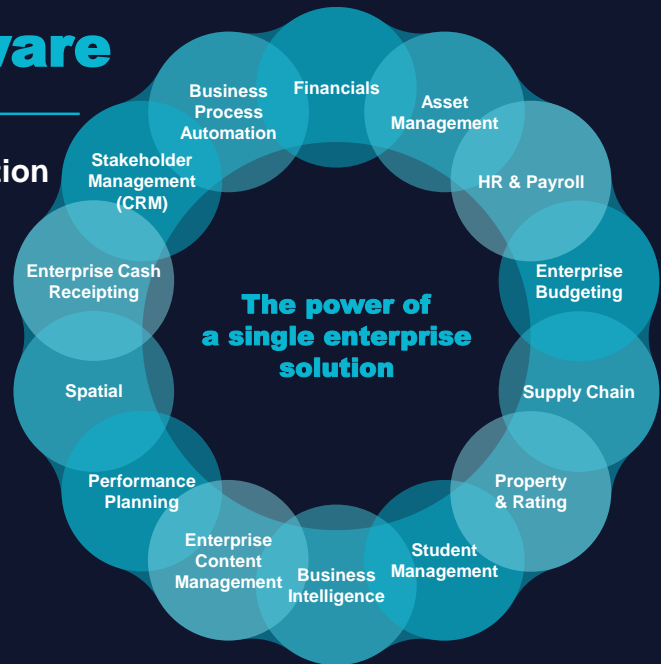 ware
tion
Financials
Asset
Management
HR & Payroll
Enterprise
Budgeting
Supply Chain
Property
& Rating
Student
Management
Business
Intelligence
Enterprise
Content
Management
Performance
Planning
Spatial
Enterprise Cash
Receipting
Stakeholder
Management
(CRM)
Business
Process
Automation
The power of
a single enterprise
solution